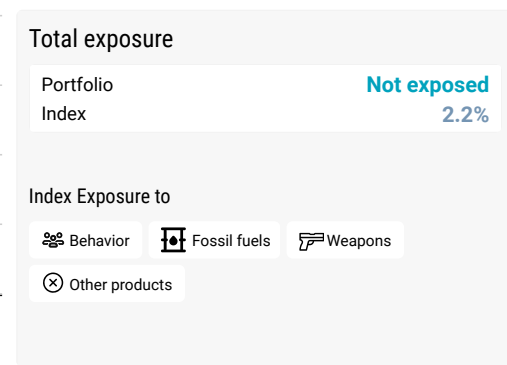 Total exposure
Portfolio Not exposed
Index 2.2%
Index Exposure to
Behavior Fossil fuels Weapons
Other products